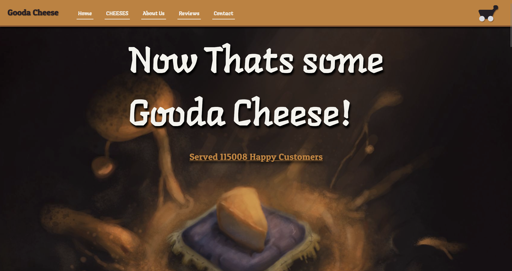 Gooda Cheese
Home CHEESES About Us Reviews Contact
Now Thats some
Gooda Cheese!
Served 115008 Happy Customers